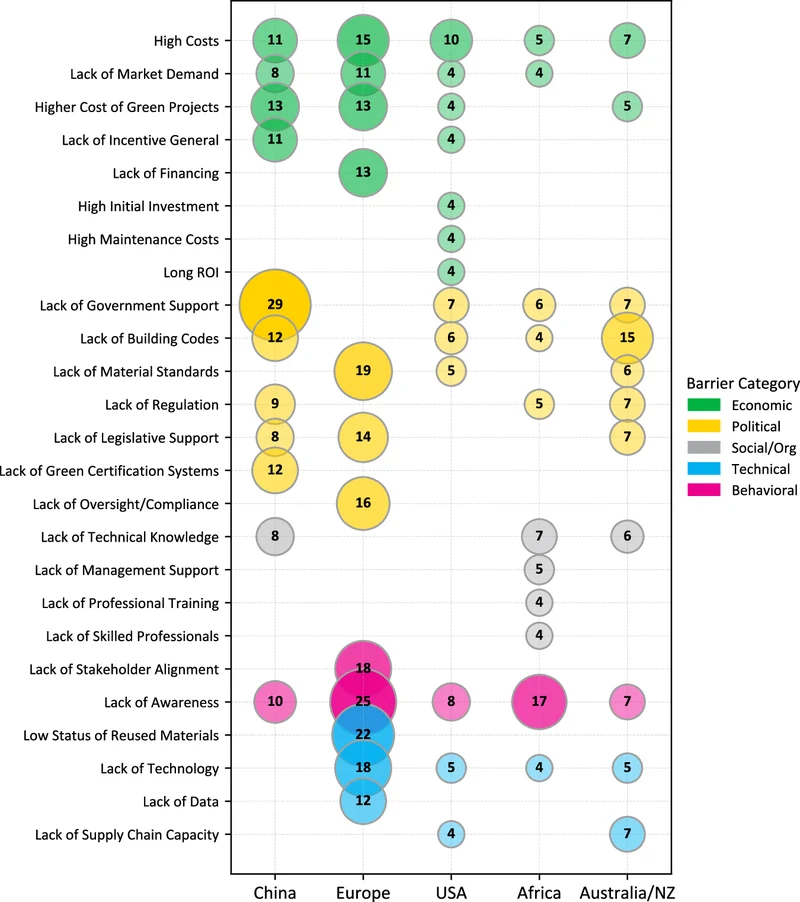 High Costs 11 15 10 5 7
Lack of Market Demand 8 11 4 4
Higher Cost of Green Projects 13 13 4 5
Lack of Incentive General 11 4
Lack of Financing 13
High Initial Investment 4
High Maintenance Costs 4
Long ROI 4
Lack of Government Support 29 7 6 7
Lack of Building Codes 12 6 4 15
Lack of Material Standards 19 5 6
Lack of Regulation 9 5 7
Lack of Legislative Support 8 14 7
Lack of Green Certification Systems 12
Lack of Oversight/Compliance 16
Lack of Technical Knowledge 8 7 6
Lack of Management Support 5
Lack of Professional Training 4
Lack of Skilled Professionals 4
Lack of Stakeholder Alignment 18
Lack of Awareness 10 25 8 17 7
Low Status of Reused Materials 22
Lack of Technology 18 5 4 5
Lack of Data 12
Lack of Supply Chain Capacity 4 7
China Europe USA Africa Australia/NZ
Barrier Category
Economic
Political
Social/Org
Technical
Behavioral